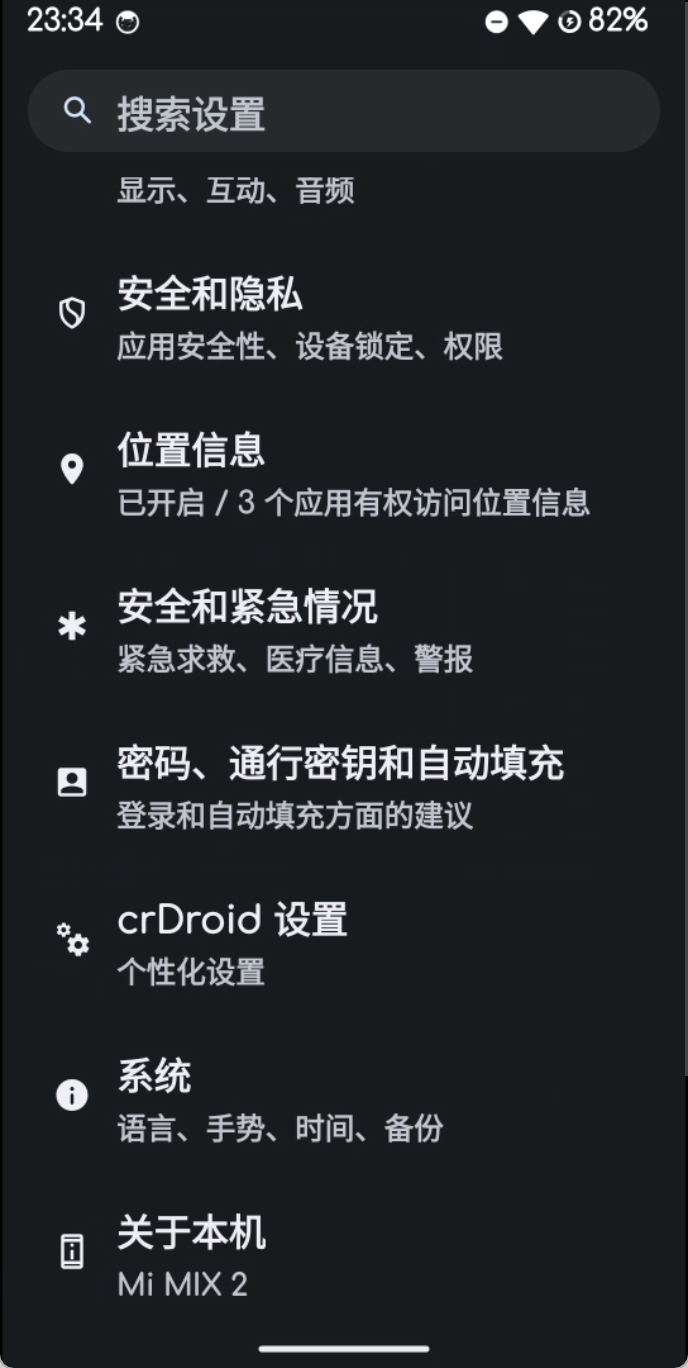 23:34 82%
搜索设置
显示、互动、音频
安全和隐私
应用安全性、设备锁定、权限
位置信息
已开启 / 3 个应用有权访问位置信息
安全和紧急情况
紧急求救、医疗信息、警报
密码、通行密钥和自动填充
登录和自动填充方面的建议
crDroid 设置
个性化设置
系统
语言、手势、时间、备份
关于本机
Mi MIX 2